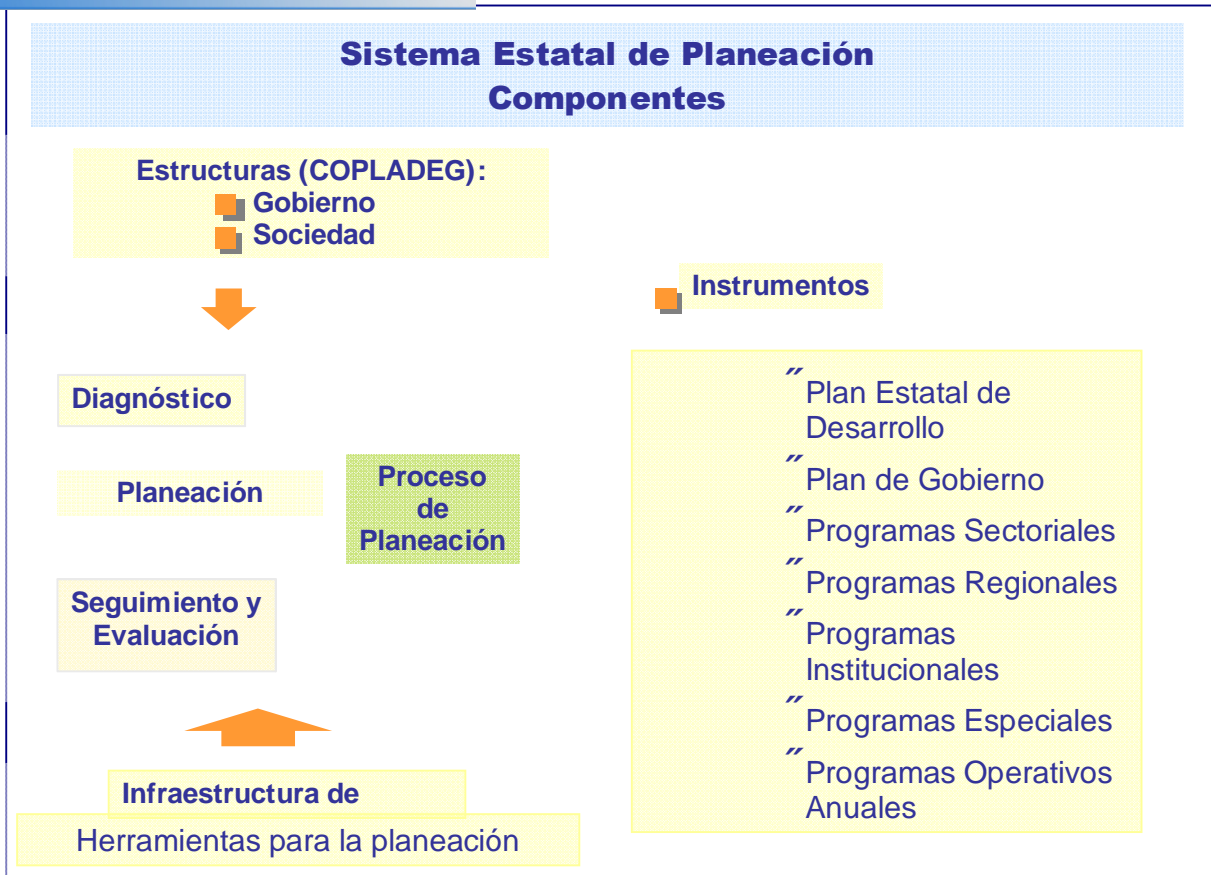 Sistema Estatal de Planeación
Componentes
Estructuras (COPLADEG):
Gobierno
Sociedad
Diagnóstico
Planeación
Proceso
de
Planeación
Seguimiento y
Evaluación
Infraestructura de
Herramientas para la planeación
Instrumentos
˝Plan Estatal de
Desarrollo
˝Plan de Gobierno
˝Programas Sectoriales
˝Programas Regionales
˝Programas
Institucionales
˝Programas Especiales
˝Programas Operativos
Anuales